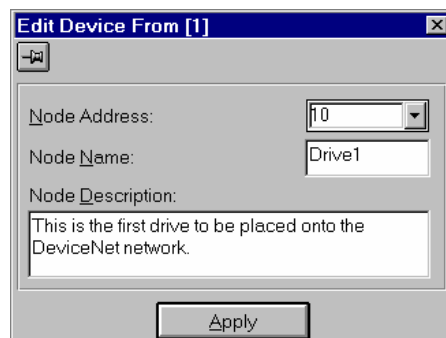 Edit Device From [1]
Node Address:
10
Node Name:
Drive1
Node Description:
This is the first drive to be placed onto the
DeviceNet network.
Apply